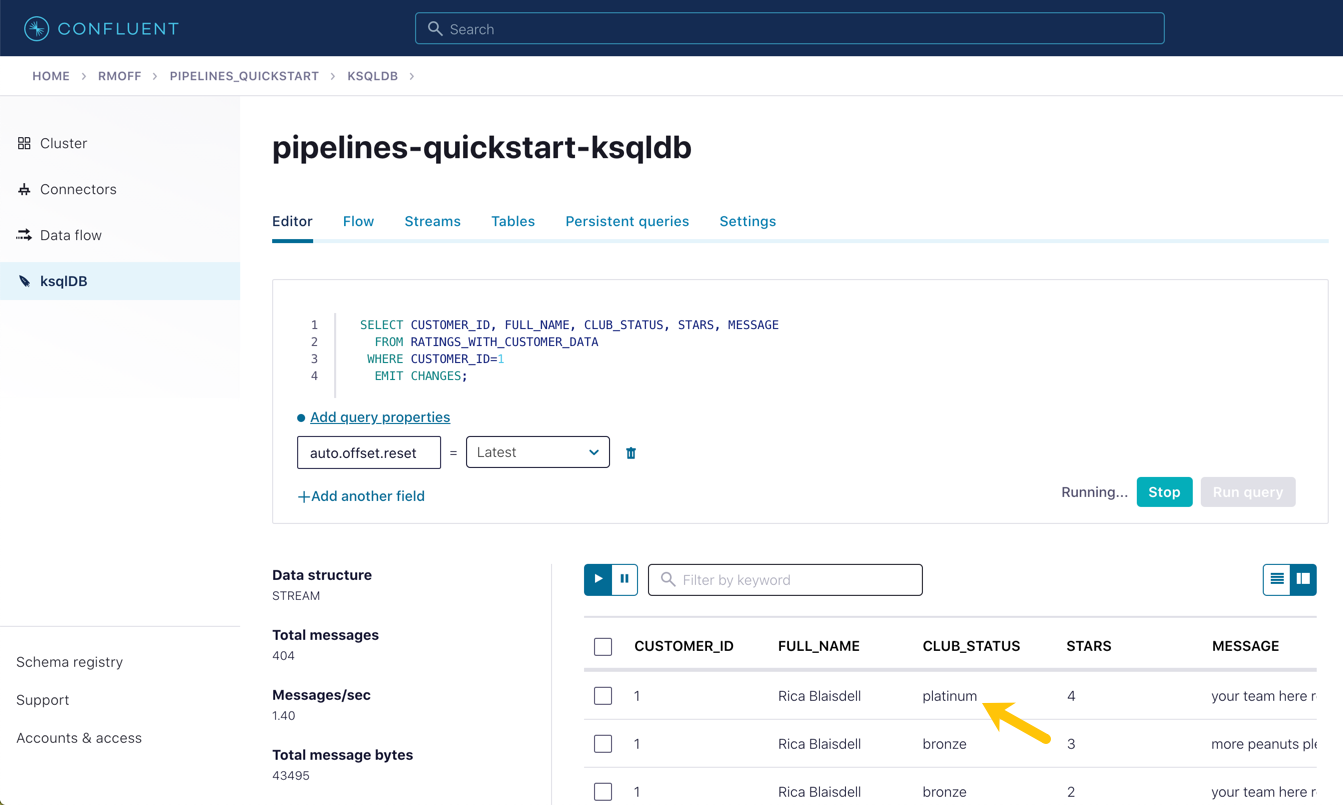 CONFLUENT
Search
HOME > RMOFF > PIPELINES_QUICKSTART > KSQLDB >
Cluster
Connectors
Data flow
ksqlDB
Schema registry
Support
Accounts & access
pipelines-quickstart-ksqldb
Editor Flow Streams Tables Persistent queries Settings
1 SELECT CUSTOMER_ID, FULL_NAME, CLUB_STATUS, STARS, MESSAGE
2 FROM RATINGS_WITH_CUSTOMER_DATA
3 WHERE CUSTOMER_ID=1
4 EMIT CHANGES;
Add query properties
auto.offset.reset = Latest
+Add another field
Running... Stop Run query
Data structure
STREAM
Total messages
404
Messages/sec
1.40
Total message bytes
43495
Filter by keyword
CUSTOMER_ID FULL_NAME CLUB_STATUS STARS MESSAGE
1 Rica Blaisdell platinum 4 your team here r
1 Rica Blaisdell bronze 3 more peanuts ple
1 Rica Blaisdell bronze 2 your team here r